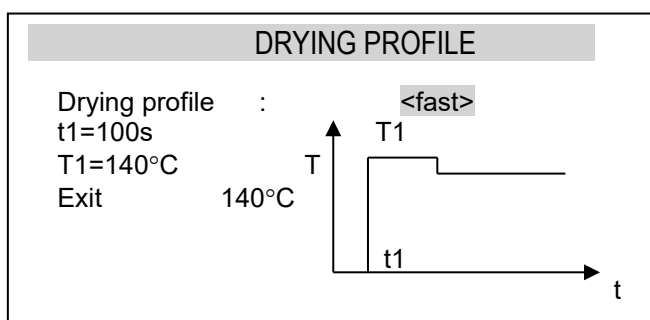 DRYING PROFILE
Drying profile : <fast>
t1=100s
T1
T1=140°C
T
Exit 140°C
t1
t